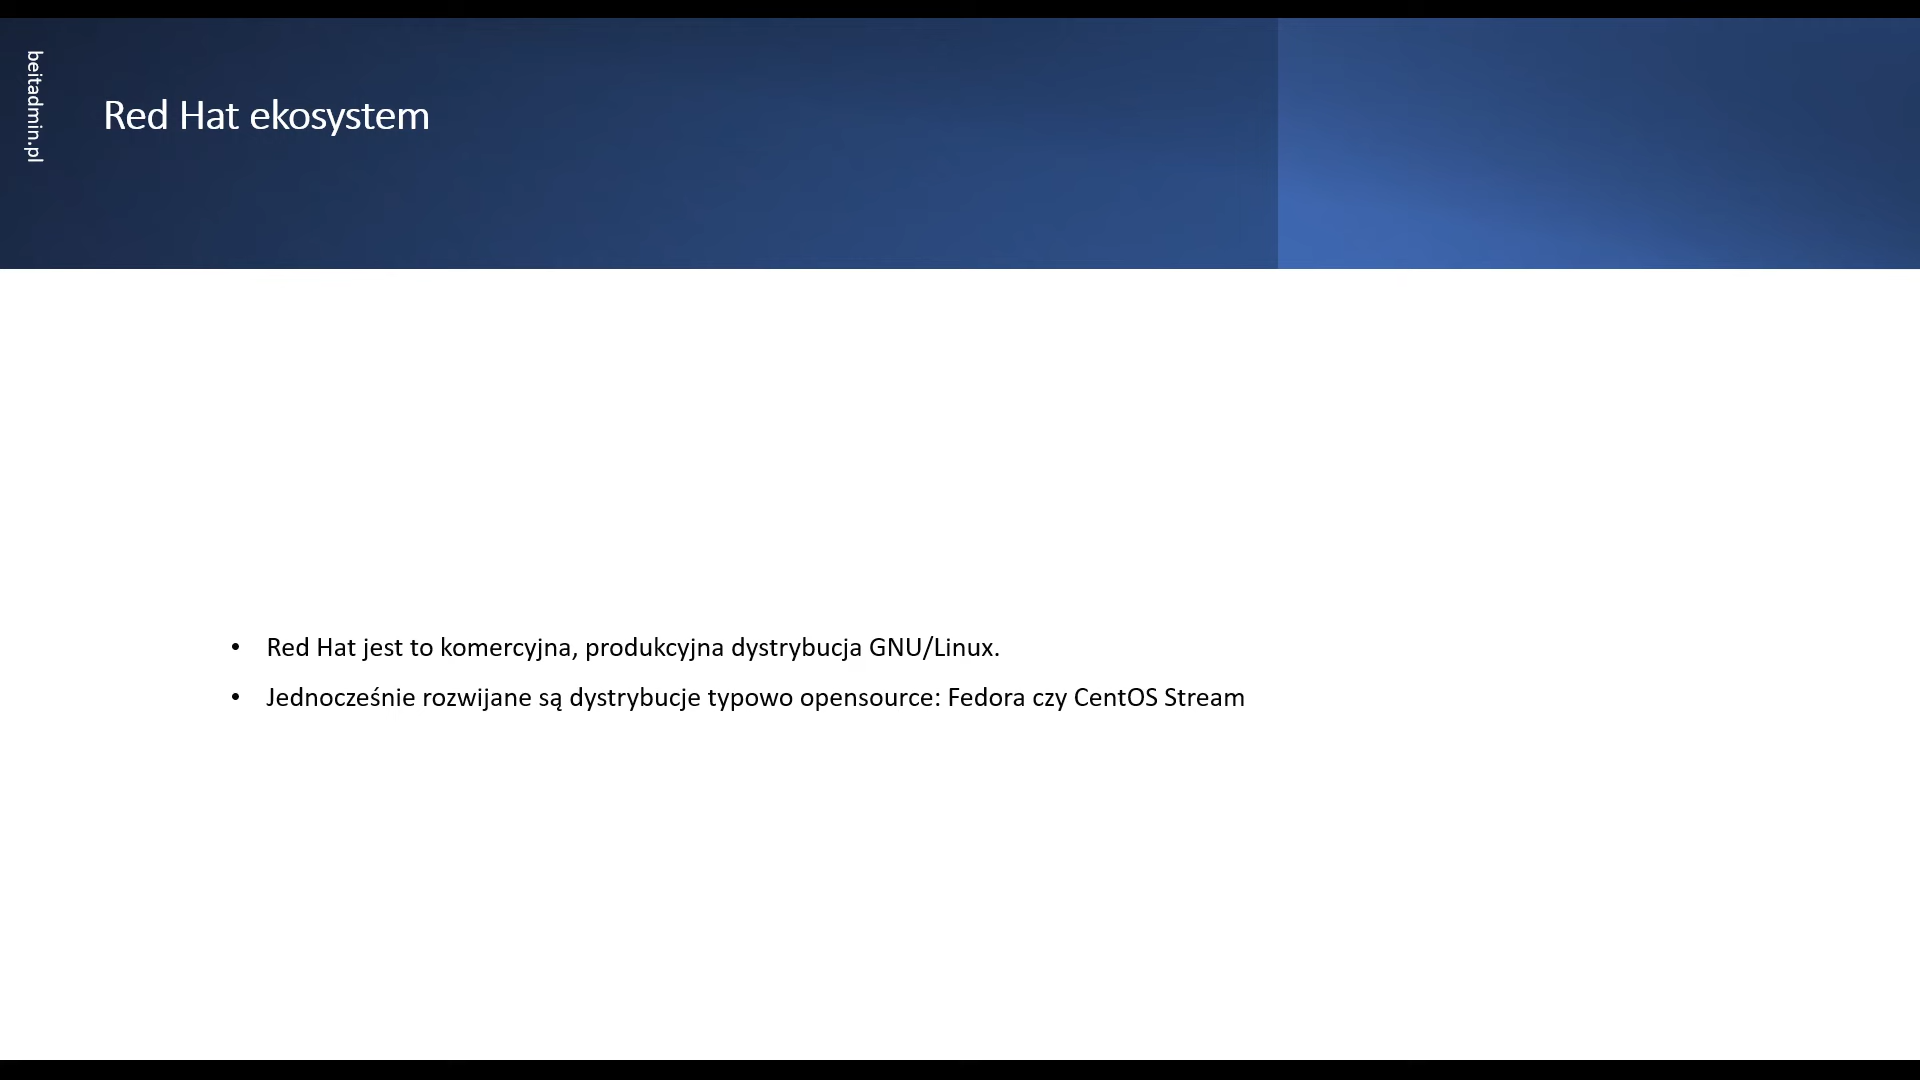 beitadmin.pl
Red Hat ekosystem
• Red Hat jest to komercyjna, produkcyjna dystrybucja GNU/Linux.
• Jednocześnie rozwijane są dystrybucje typowo opensource: Fedora czy CentOS Stream